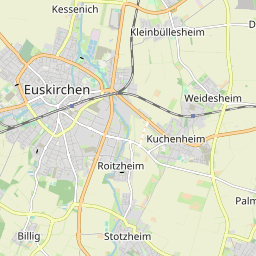 Kessenich
Kleinbüllesheim
Euskirchen
Weidesheim
Kuchenheim
Roitzheim
Palm
Billig
Stotzheim